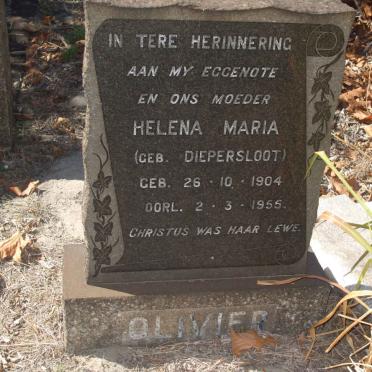 IN TERE HERINNERING
AAN MY EGGENOTE
EN ONS MOEDER
HELENA MARIA
(GEB. DIEPERSLOOT)
GEB. 26 · 10 · 1904
OORL. 2 · 3 · 1955.
CHRISTUS WAS HAAR LEWE.
OLIVIER